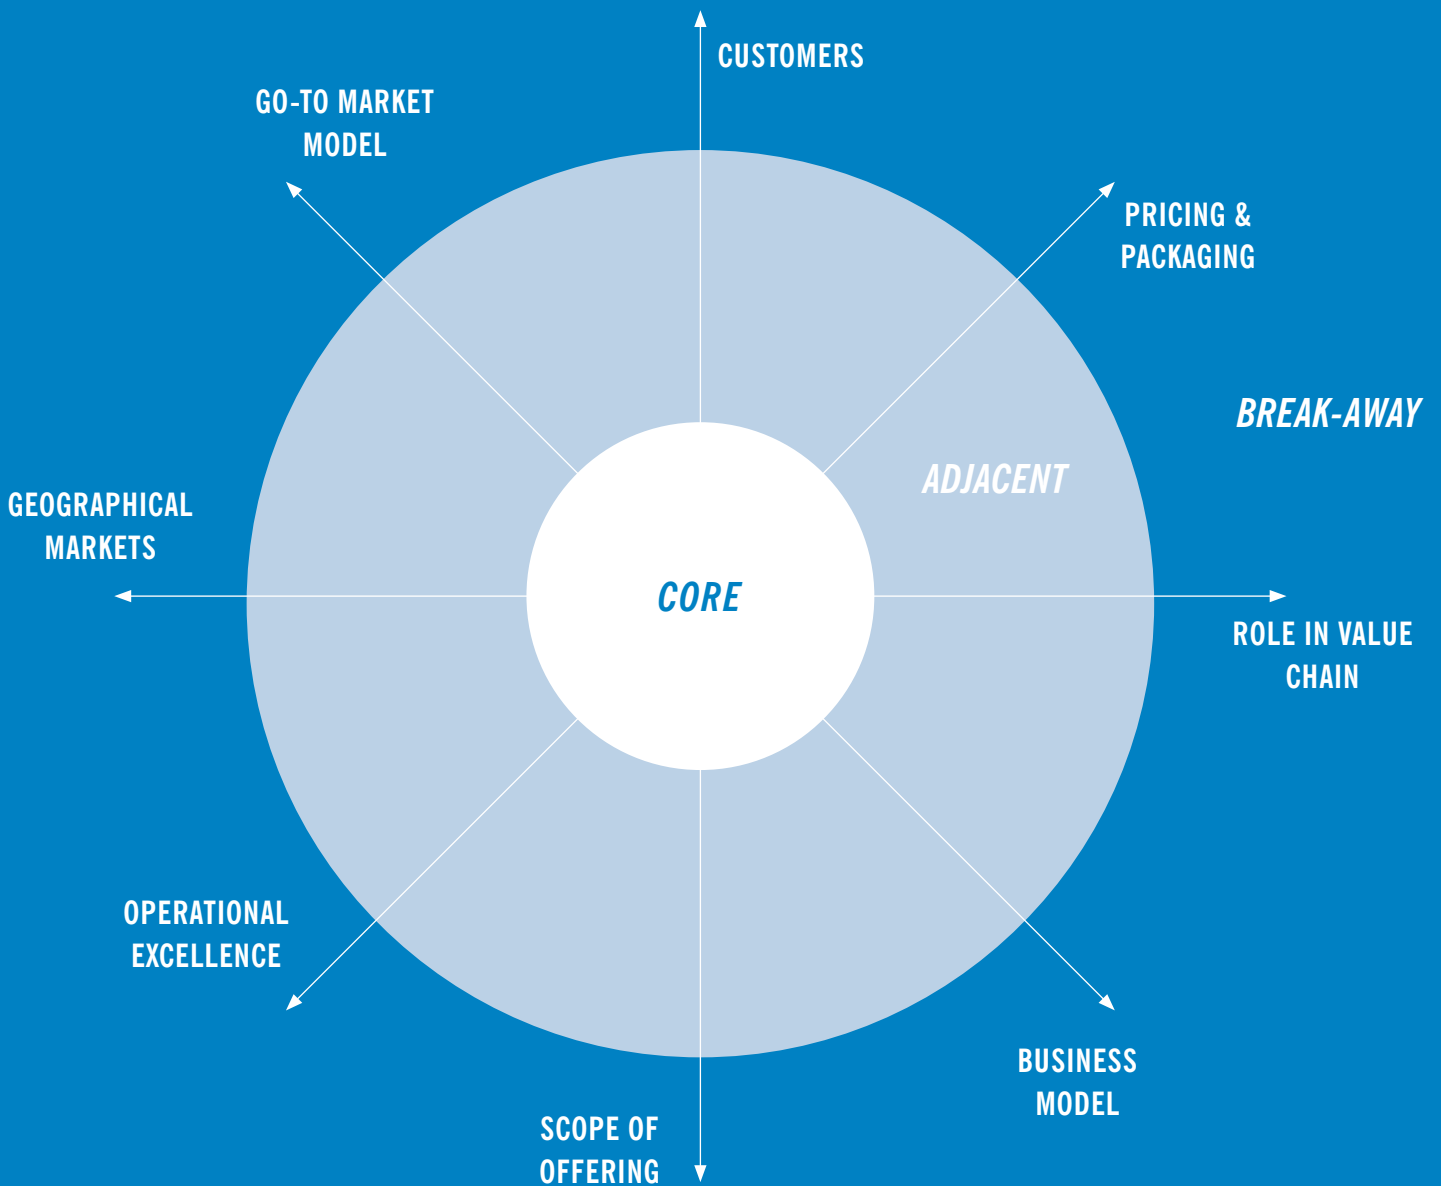 CUSTOMERS
GO-TO MARKET
MODEL
PRICING &
PACKAGING
BREAK-AWAY
ADJACENT
GEOGRAPHICAL
MARKETS
CORE
ROLE IN VALUE
CHAIN
OPERATIONAL
EXCELLENCE
BUSINESS
MODEL
SCOPE OF
OFFERING